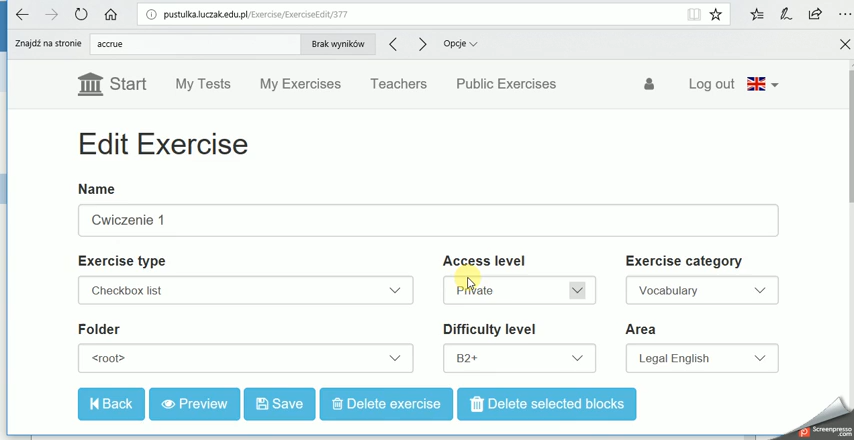 pustulka.luczak.edu.pl/Exercise/ExerciseEdit/377
Znajdź na stronie accrue Brak wyników Opcje
Start My Tests My Exercises Teachers Public Exercises Log out
Edit Exercise
Name
Cwiczenie 1
Exercise type Access level Exercise category
Checkbox list Private Vocabulary
Folder Difficulty level Area
<root> B2+ Legal English
Back Preview Save Delete exercise Delete selected blocks
Screenpresso
.com